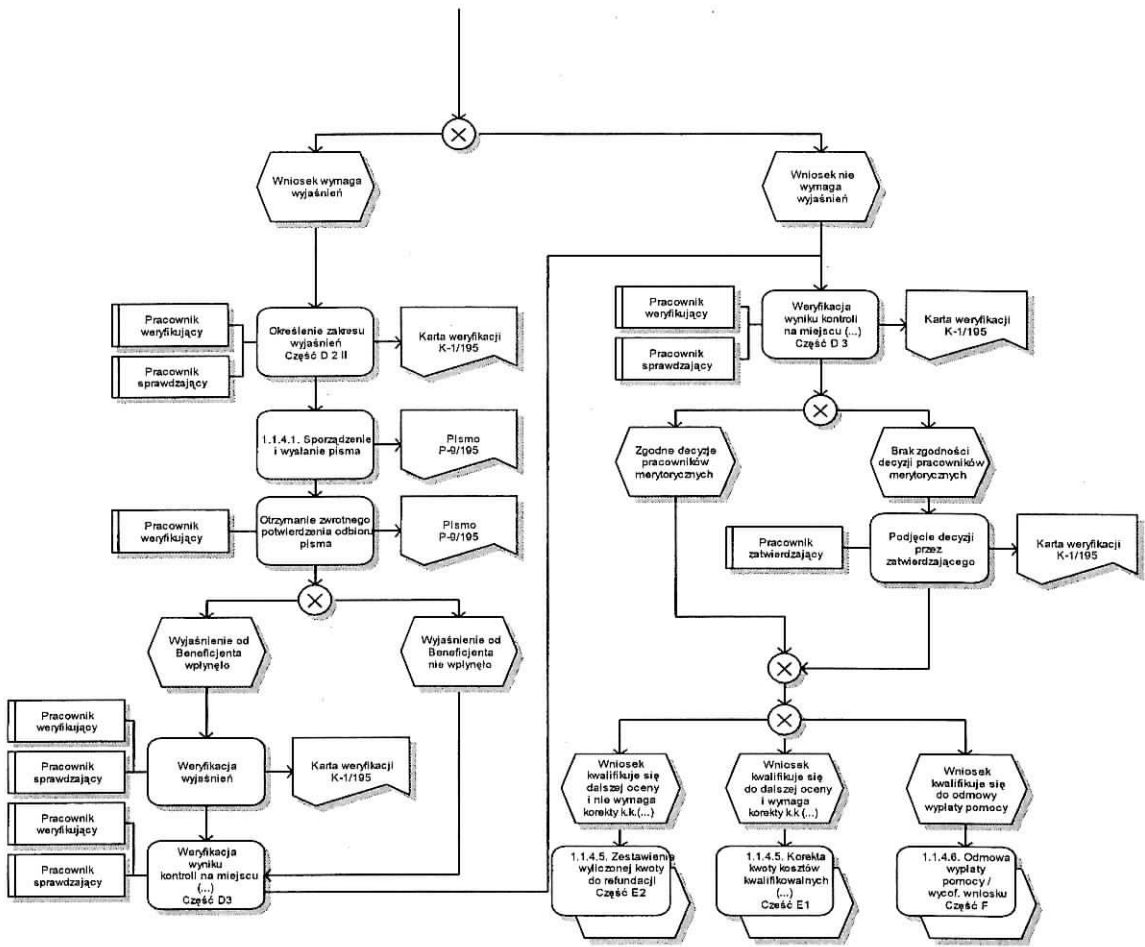 Wniosek wymaga
wyjaśnień
Wniosek nie
wymaga
wyjaśnień
Pracownik
weryfikujący
Pracownik
sprawdzający
Określenie zakresu
wyjaśnień
Część D 2 II
Karta weryfikacji
K-1/195
Pracownik
weryfikujący
Pracownik
sprawdzający
Weryfikacja
wyniku kontroli
na miejscu (...)
Część D 3
Karta weryfikacji
K-1/195
1.1.4.1. Sporządzenie
i wysłanie pisma
Pismo
P-9/195
Zgodne decyzje
pracowników
merytorycznych
Brak zgodności
decyzji pracowników
merytorycznych
Pracownik
weryfikujący
Otrzymanie zwrotnego
potwierdzenia odbioru
pisma
Pismo
P-9/195
Pracownik
zatwierdzający
Podjęcie decyzji
przez
zatwierdzającego
Karta weryfikacji
K-1/195
Wyjaśnienie od
Beneficjenta
wpłynęło
Wyjaśnienie od
Beneficjenta
nie wpłynęło
Pracownik
weryfikujący
Pracownik
sprawdzający
Weryfikacja
wyjaśnień
Karta weryfikacji
K-1/195
Pracownik
weryfikujący
Pracownik
sprawdzający
Weryfikacja
wyniku
kontroli na miejscu
(...)
Część D3
Wniosek
kwalifikuje się
dalszej oceny
i nie wymaga
korekty k.k.(...)
Wniosek
kwalifikuje się
do dalszej oceny
i wymaga
korekty k.k (...)
Wniosek
kwalifikuje się
do odmowy
wypłaty pomocy
1.1.4.5. Zestawienie
wyliczonej kwoty
do refundacji
Część E2
1.1.4.5. Korekta
kwoty kosztów
kwalifikowalnych
(...)
Cześć E1
1.1.4.6. Odmowa
wypłaty
pomocy /
wycof. wniosku
Część F